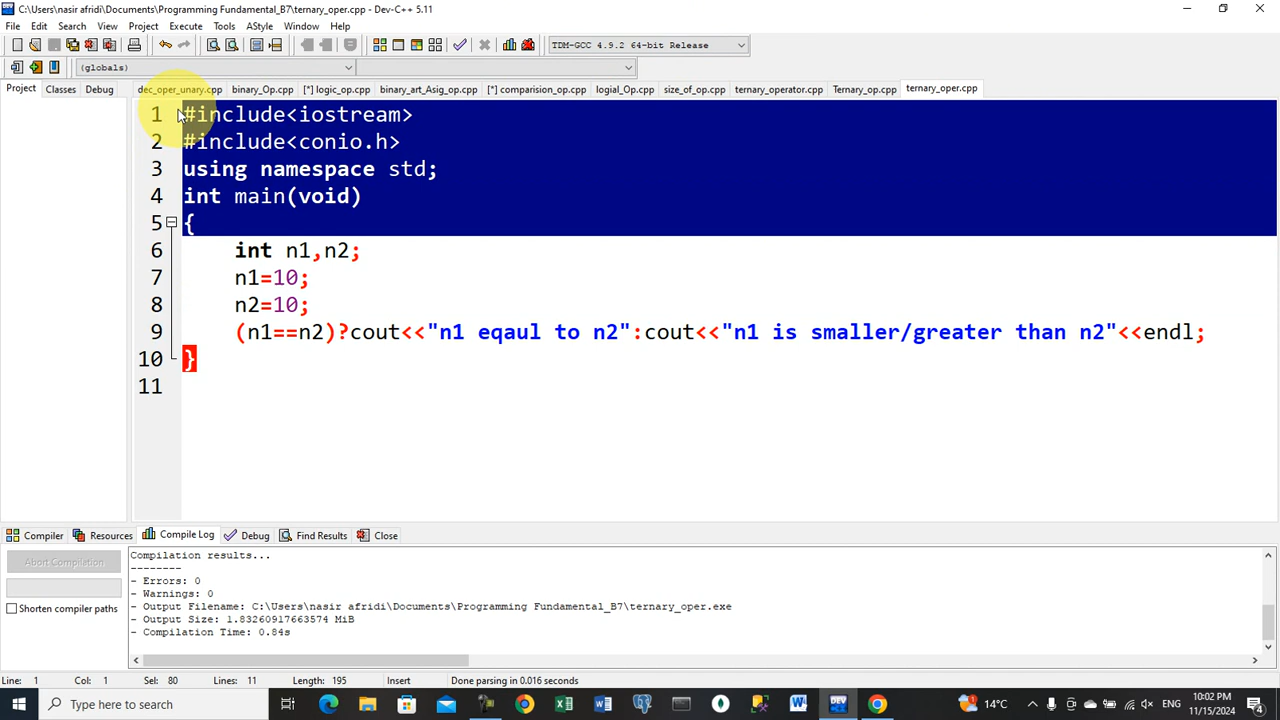 C:\Users\nasir afridi\Documents\Programming Fundamental_B7\ternary_oper.cpp - Dev-C++ 5.11
File Edit Search View Project Execute Tools AStyle Window Help
TDM-GCC 4.9.2 64-bit Release
(globals)
Project Classes Debug
dec_oper_unary.cpp binary_Op.cpp [*] logic_op.cpp binary_art_Asig_op.cpp [*] comparision_op.cpp logial_Op.cpp size_of_op.cpp ternary_operator.cpp Ternary_op.cpp ternary_oper.cpp
1 #include<iostream>
2 #include<conio.h>
3 using namespace std;
4 int main(void)
5 {
6 int n1,n2;
7 n1=10;
8 n2=10;
9 (n1==n2)?cout<<"n1 eqaul to n2":cout<<"n1 is smaller/greater than n2"<<endl;
10 }
11
Compiler Resources Compile Log Debug Find Results Close
Abort Compilation
Shorten compiler paths
Compilation results...
--------
- Errors: 0
- Warnings: 0
- Output Filename: C:\Users\nasir afridi\Documents\Programming Fundamental_B7\ternary_oper.exe
- Output Size: 1.83260917663574 MiB
- Compilation Time: 0.84s
Line: 1 Col: 1 Sel: 80 Lines: 11 Length: 195 Insert Done parsing in 0.016 seconds
Type here to search
14°C ENG
10:02 PM
11/15/2024